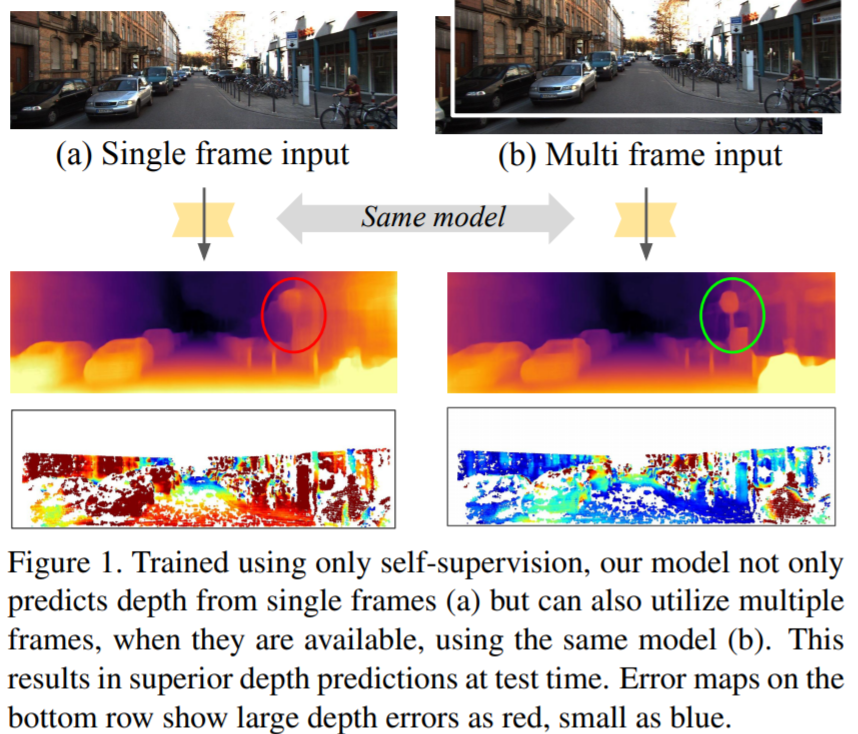 (a) Single frame input
(b) Multi frame input
Same model
Figure 1. Trained using only self-supervision, our model not only
predicts depth from single frames (a) but can also utilize multiple
frames, when they are available, using the same model (b). This
results in superior depth predictions at test time. Error maps on the
bottom row show large depth errors as red, small as blue.